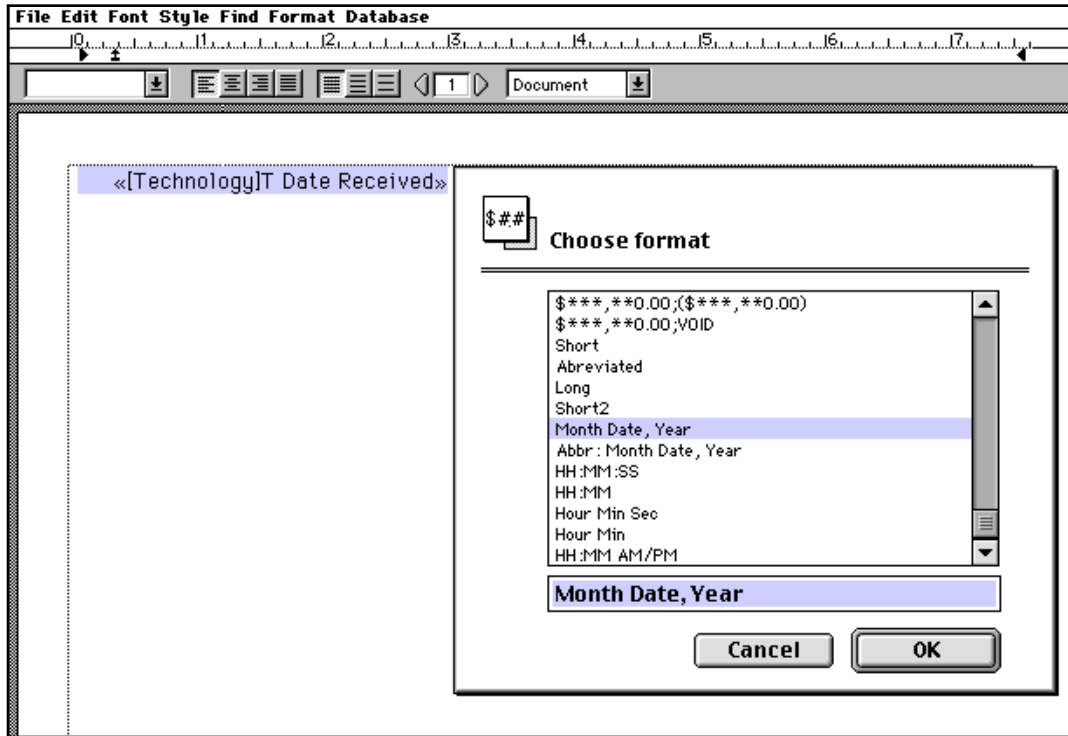 File Edit Font Style Find Format Database
0 1 2 3 4 5 6 7
1 Document
«[Technology]T Date Received»
$#.#
Choose format
$***,**0.00;($***,**0.00)
$***,**0.00;VOID
Short
Abreviated
Long
Short2
Month Date, Year
Abbr: Month Date, Year
HH:MM:SS
HH:MM
Hour Min Sec
Hour Min
HH:MM AM/PM
Month Date, Year
Cancel OK